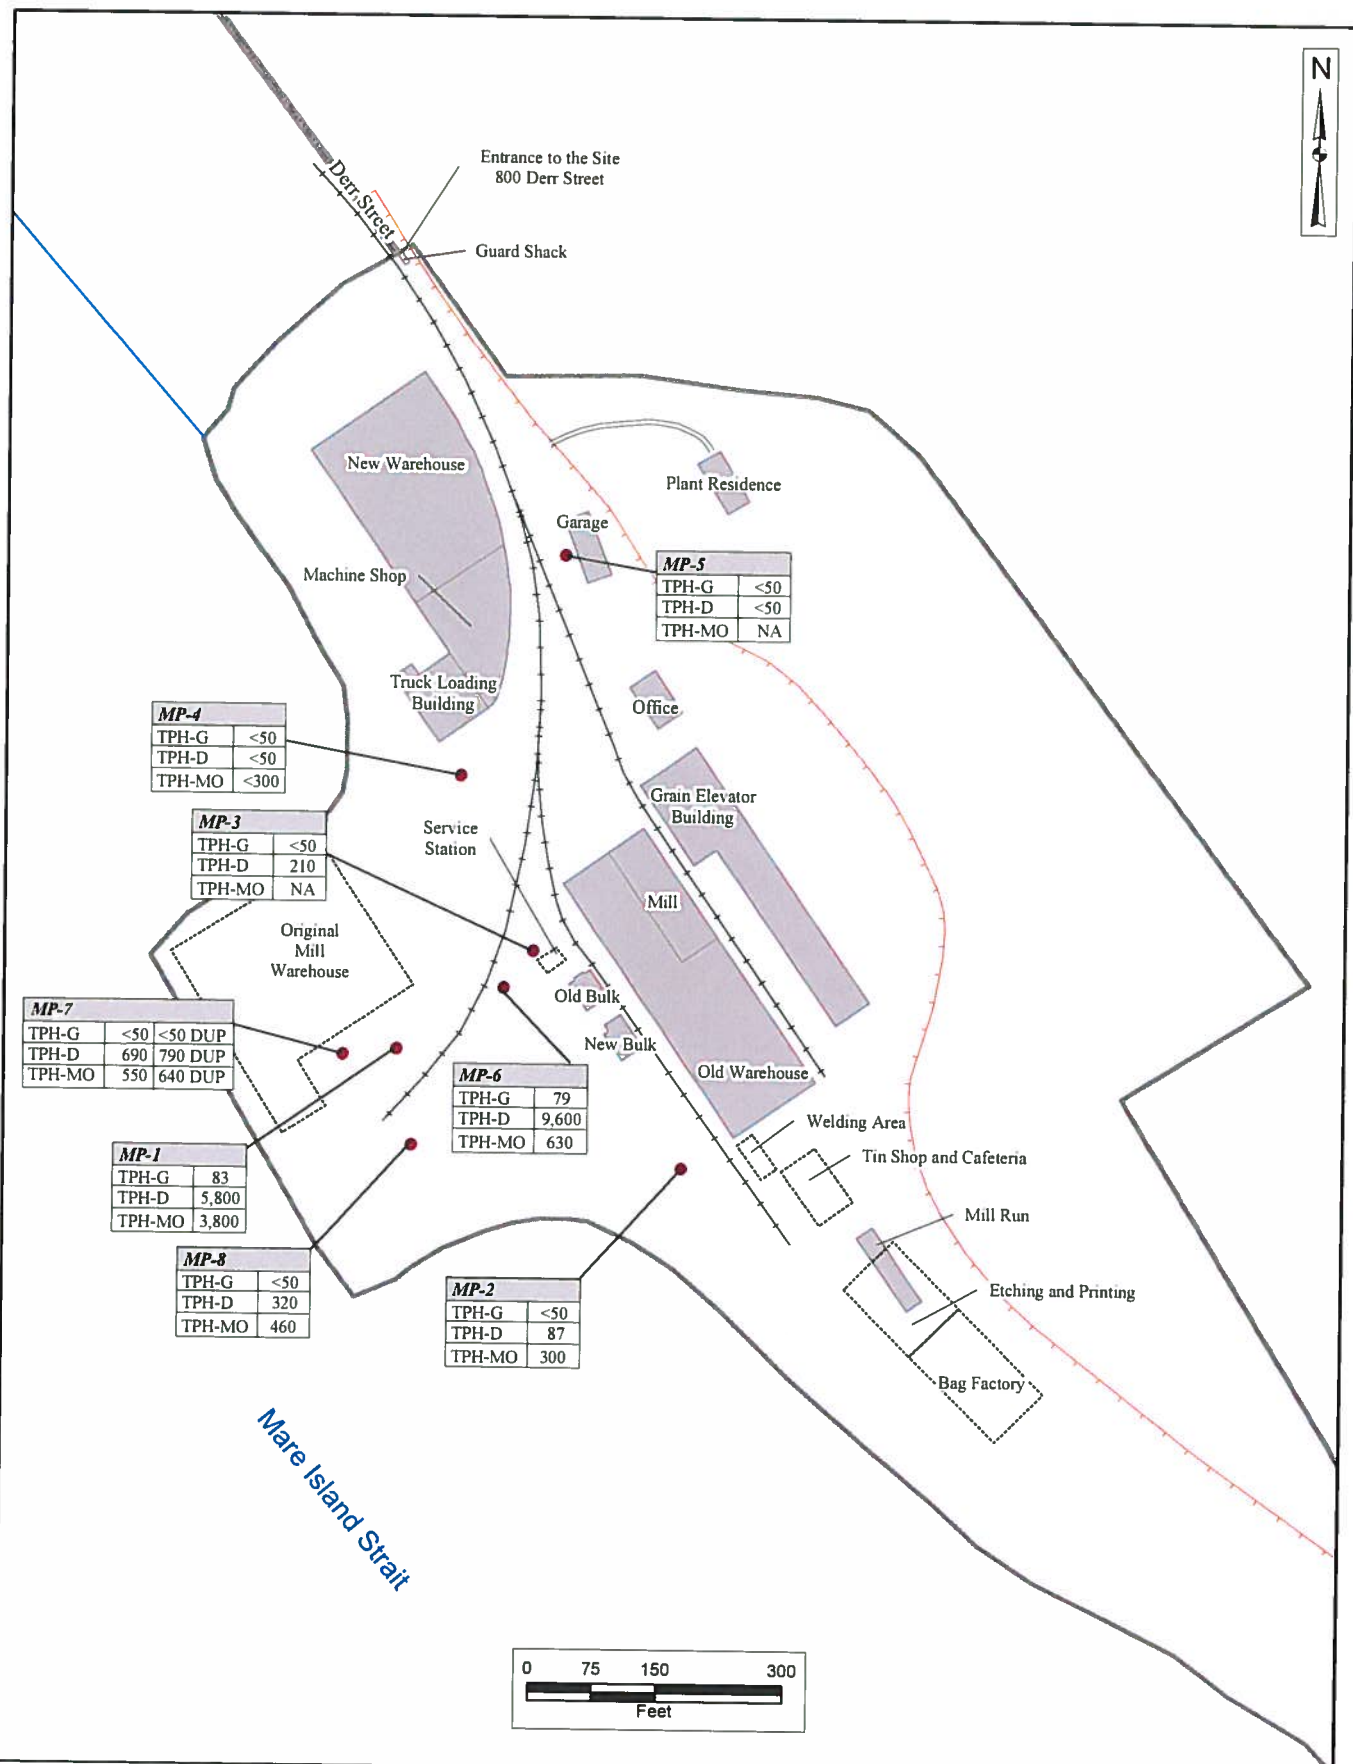 N
Entrance to the Site
800 Derr Street
Derr Street
Guard Shack
New Warehouse
Plant Residence
Garage
Machine Shop
MP-5
TPH-G <50
TPH-D <50
TPH-MO NA
Truck Loading
Building
Office
MP-4
TPH-G <50
TPH-D <50
TPH-MO <300
Grain Elevator
Building
MP-3
TPH-G <50
TPH-D 210
TPH-MO NA
Service
Station
Mill
Original
Mill
Warehouse
Old Bulk
MP-7
TPH-G <50 <50 DUP
TPH-D 690 790 DUP
TPH-MO 550 640 DUP
New Bulk
Old Warehouse
MP-6
TPH-G 79
TPH-D 9,600
TPH-MO 630
Welding Area
MP-1
TPH-G 83
TPH-D 5,800
TPH-MO 3,800
Tin Shop and Cafeteria
Mill Run
MP-8
TPH-G <50
TPH-D 320
TPH-MO 460
MP-2
TPH-G <50
TPH-D 87
TPH-MO 300
Etching and Printing
Bag Factory
Mare Island Strait
0 75 150 300
Feet